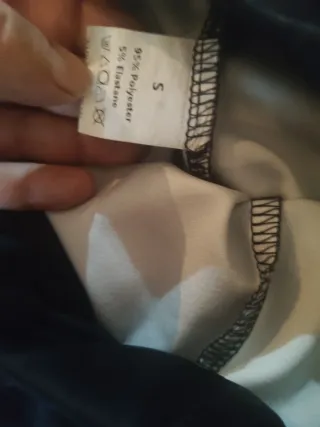 S
95% Polyester
5% Elastane